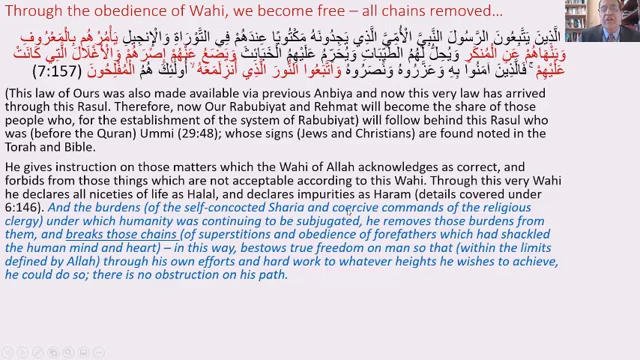 Through the obedience of Wahi, we become free – all chains removed…
الَّذِينَ يَتَّبِعُونَ الرَّسُولَ النَّبِيَّ الْأُمِّيَّ الَّذِي يَجِدُونَهُ مَكْتُوبًا عِندَهُمْ فِي التَّوْرَاةِ وَالْإِنجِيلِ يَأْمُرُهُم بِالْمَعْرُوفِ
وَيَنْهَاهُمْ عَنِ الْمُنكَرِ وَيُحِلُّ لَهُمُ الطَّيِّبَاتِ وَيُحَرِّمُ عَلَيْهِمُ الْخَبَائِثَ وَيَضَعُ عَنْهُمْ إِصْرَهُمْ وَالْأَغْلَالَ الَّتِي كَانَتْ
عَلَيْهِمْ ۚ فَالَّذِينَ آمَنُوا بِهِ وَعَزَّرُوهُ وَنَصَرُوهُ وَاتَّبَعُوا النُّورَ الَّذِي أُنزِلَ مَعَهُ ۙ أُولَٰئِكَ هُمُ الْمُفْلِحُونَ (7:157)
(This law of Ours was also made available via previous Anbiya and now this very law has arrived
through this Rasul. Therefore, now Our Rabubiyat and Rehmat will become the share of those
people who, for the establishment of the system of Rabubiyat) will follow behind this Rasul who
was (before the Quran) Ummi (29:48); whose signs (Jews and Christians) are found noted in the
Torah and Bible.
He gives instruction on those matters which the Wahi of Allah acknowledges as correct, and
forbids from those things which are not acceptable according to this Wahi. Through this very Wahi
he declares all niceties of life as Halal, and declares impurities as Haram (details covered under
6:146). And the burdens (of the self-concocted Sharia and coercive commands of the religious
clergy) under which humanity was continuing to be subjugated, he removes those burdens from
them, and breaks those chains (of superstitions and obedience of forefathers which had shackled
the human mind and heart) – in this way, bestows true freedom on man so that (within the limits
defined by Allah) through his own efforts and hard work to whatever heights he wishes to achieve,
he could do so; there is no obstruction on his path.